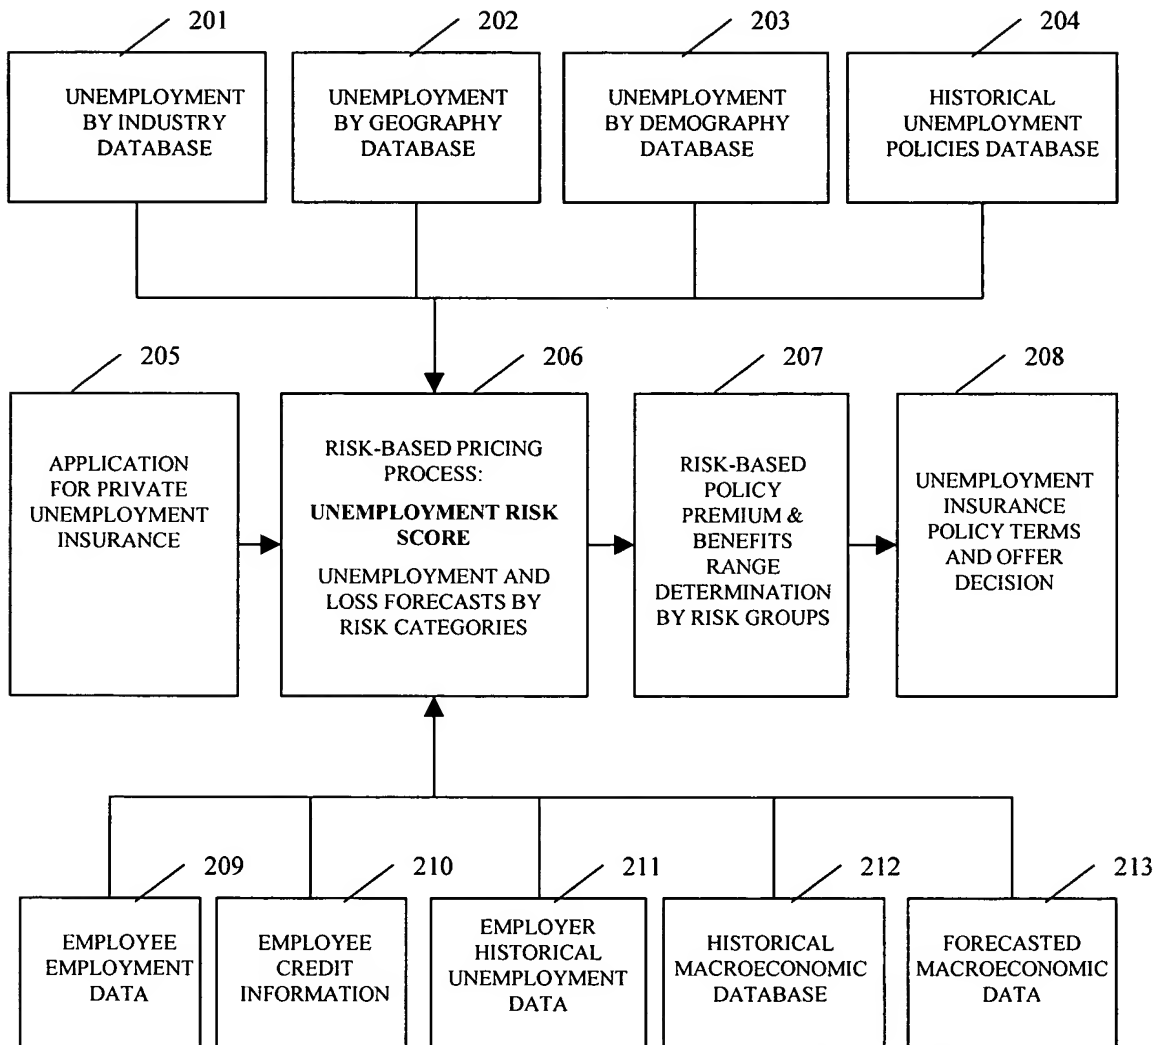 201
202
203
204
UNEMPLOYMENT
BY INDUSTRY
DATABASE
UNEMPLOYMENT
BY GEOGRAPHY
DATABASE
UNEMPLOYMENT
BY DEMOGRAPHY
DATABASE
HISTORICAL
UNEMPLOYMENT
POLICIES DATABASE
205
206
207
208
APPLICATION
FOR PRIVATE
UNEMPLOYMENT
INSURANCE
RISK-BASED PRICING
PROCESS:
UNEMPLOYMENT RISK
SCORE
UNEMPLOYMENT AND
LOSS FORECASTS BY
RISK CATEGORIES
RISK-BASED
POLICY
PREMIUM &
BENEFITS
RANGE
DETERMINATION
BY RISK GROUPS
UNEMPLOYMENT
INSURANCE
POLICY TERMS
AND OFFER
DECISION
209
210
211
212
213
EMPLOYEE
EMPLOYMENT
DATA
EMPLOYEE
CREDIT
INFORMATION
EMPLOYER
HISTORICAL
UNEMPLOYMENT
DATA
HISTORICAL
MACROECONOMIC
DATABASE
FORECASTED
MACROECONOMIC
DATA